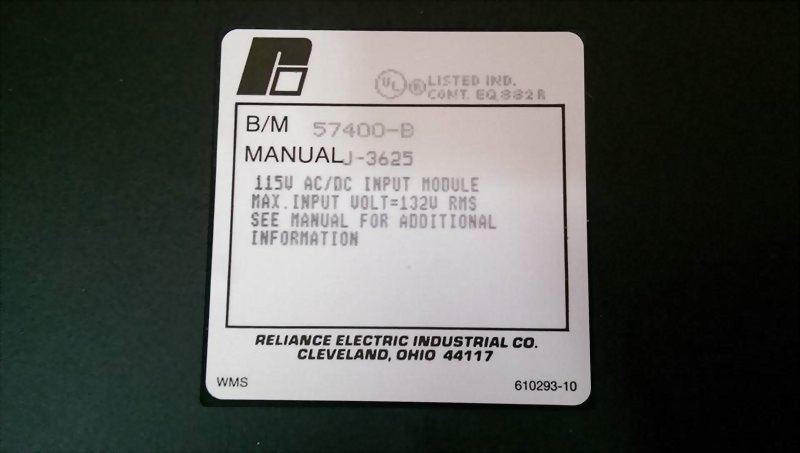 UL ® LISTED IND.
CONT. EQ.882R
B/M 57400-B
MANUAL J-3625
115V AC/DC INPUT MODULE
MAX.INPUT VOLT=132V RMS
SEE MANUAL FOR ADDITIONAL
INFORMATION
RELIANCE ELECTRIC INDUSTRIAL CO.
CLEVELAND, OHIO 44117
WMS 610293-10